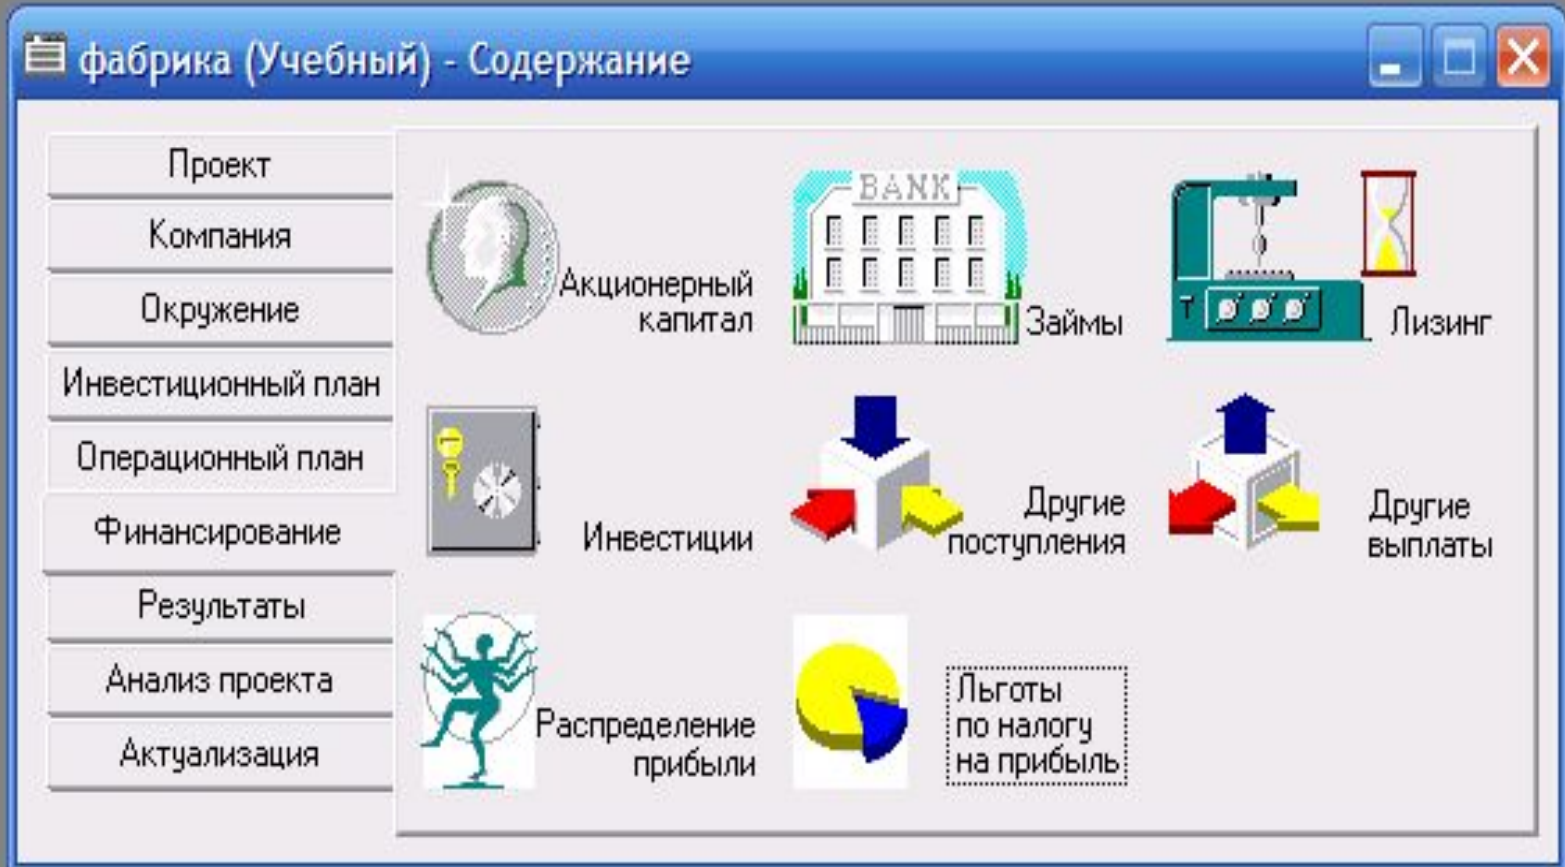 фабрика (Учебный) - Содержание
Проект
Компания
Окружение
Инвестиционный план
Операционный план
Финансирование
Результаты
Анализ проекта
Актуализация
Акционерный
капитал
BANK
Займы
Лизинг
Инвестиции
Другие
поступления
Другие
выплаты
Распределение
прибыли
Льготы
по налогу
на прибыль